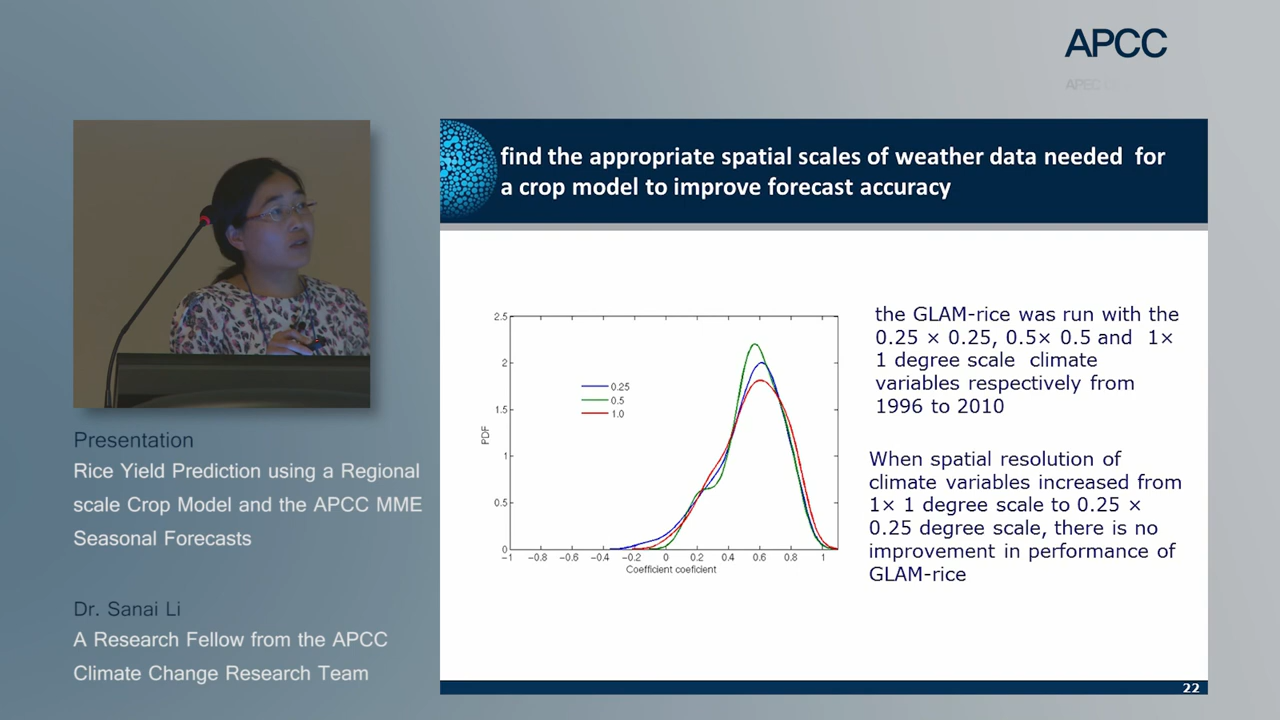 APCC
find the appropriate spatial scales of weather data needed for
a crop model to improve forecast accuracy
the GLAM-rice was run with the
0.25 × 0.25, 0.5× 0.5 and 1×
1 degree scale climate
variables respectively from
1996 to 2010
When spatial resolution of
climate variables increased from
1× 1 degree scale to 0.25 ×
0.25 degree scale, there is no
improvement in performance of
GLAM-rice
2.5
2
1.5
1
0.5
0
PDF
0.25
0.5
1.0
−1 −0.8 −0.6 −0.4 −0.2 0 0.2 0.4 0.6 0.8 1
Coefficient coeficient
22
Presentation
Rice Yield Prediction using a Regional
scale Crop Model and the APCC MME
Seasonal Forecasts
Dr. Sanai Li
A Research Fellow from the APCC
Climate Change Research Team